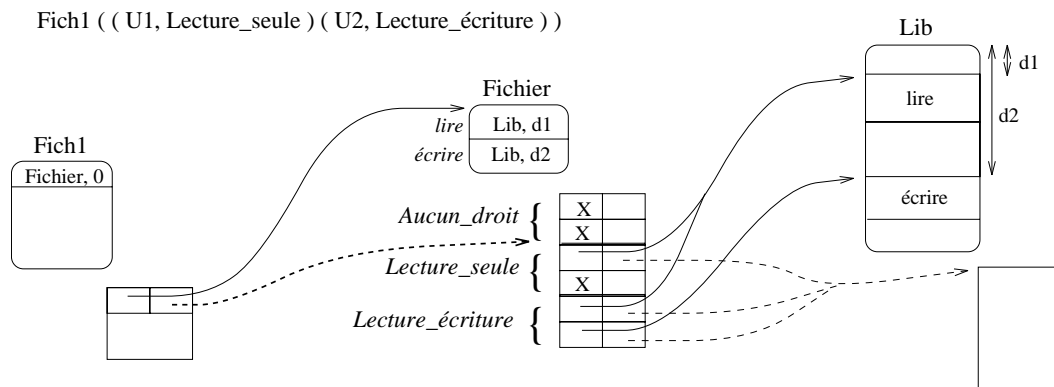 Fich1 ( ( U1, Lecture_seule ) ( U2, Lecture_écriture ) )
Lib
d1
lire
d2
écrire
Fichier
lire Lib, d1
écrire Lib, d2
Fich1
Fichier, 0
Aucun_droit { X
X
Lecture_seule {
X
Lecture_écriture {